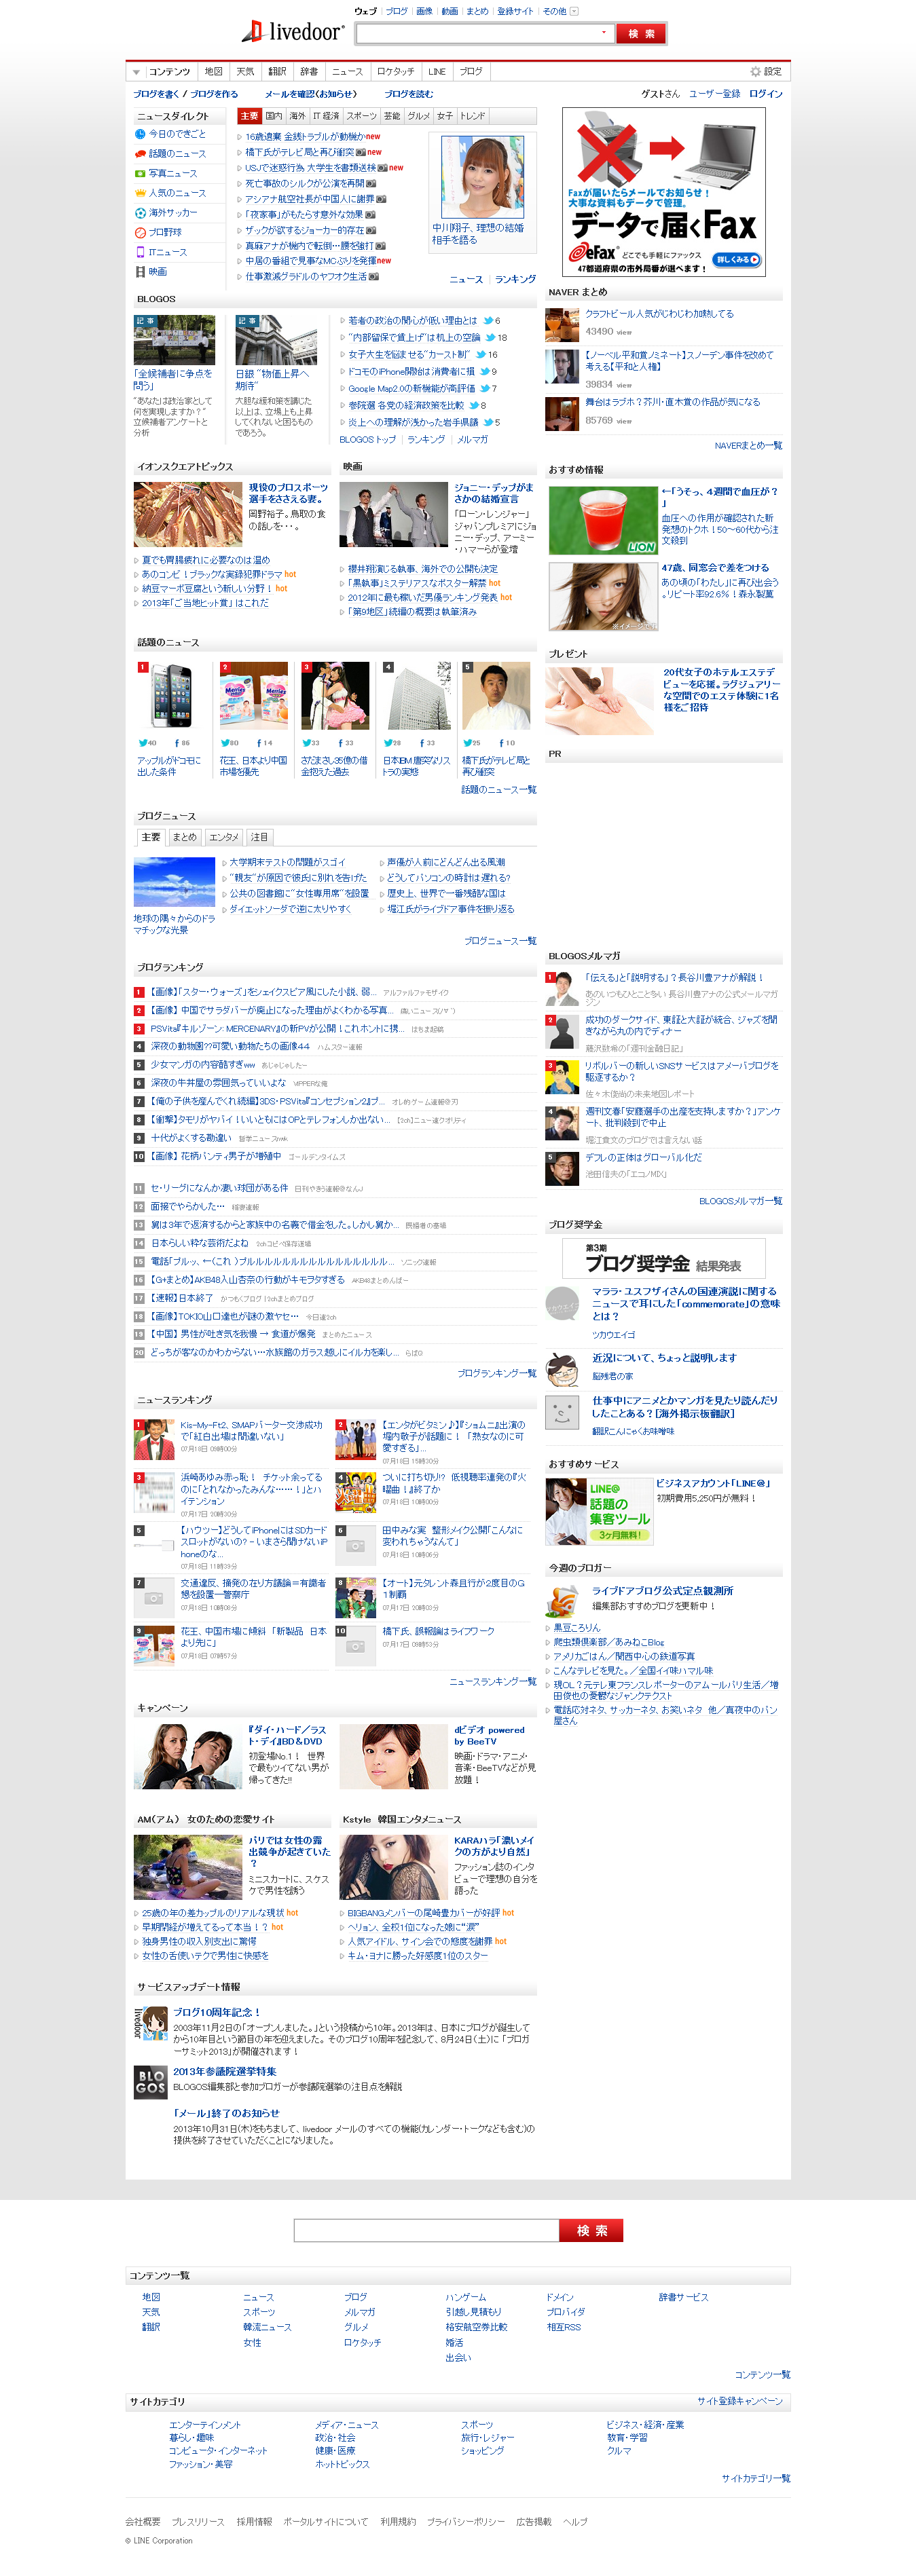 ウェブ ブログ 画像 動画 まとめ 登録サイト その他
livedoor
検索
コンテンツ 地図 天気 翻訳 辞書 ニュース ロケタッチ LINE ブログ 設定
ブログを書く / ブログを作る メールを確認(お知らせ) ブログを読む ゲストさん ユーザー登録 ログイン
ニュースダイレクト
今日のできごと
話題のニュース
写真ニュース
人気のニュース
海外サッカー
プロ野球
ITニュース
映画
主要 国内 海外 IT 経済 スポーツ 芸能 グルメ 女子 トレンド
16歳遺棄 金銭トラブルが動機か new
橋下氏がテレビ局と再び衝突 new
USJで迷惑行為 大学生を書類送検 new
死亡事故のシルクが公演を再開
アシアナ航空社長が中国人に謝罪
「夜家事」がもたらす意外な効果
ザックが欲するジョーカー的存在
真麻アナが機内で転倒…腰を強打
中居の番組で見事なMCぶりを発揮 new
仕事激減グラドルのヤフオク生活
中川翔子、理想の結婚相手を語る
ニュース ランキング
Faxが届いたらメールでお知らせ!
大事な資料もデータで管理。
データで届くFax
eFax どこでも手軽にファックス
47都道府県の市外局番が選べます! 詳しくみる
BLOGOS
記事
「全候補者に争点を問う」
"あなたは政治家として何を実現しますか?"立候補者アンケートと分析
記事
日銀 "物価上昇へ期待"
大胆な緩和策を講じた以上は、立場上も上昇してくれないと困るものであろう。
若者の政治の関心が低い理由とは 6
"内部留保で賃上げ"は机上の空論 18
女子大生を悩ませる"カースト制" 16
ドコモのiPhone開始は消費者に損 9
Google Map2.0の新機能が高評価 7
参院選 各党の経済政策を比較 8
炎上への理解が浅かった岩手県議 5
BLOGOS トップ ランキング メルマガ
NAVER まとめ
クラフトビール人気がじわじわ加熱してる
43490 view
【ノーベル平和賞ノミネート】スノーデン事件を改めて考える【平和と人権】
39834 view
舞台はラブホ？芥川・直木賞の作品が気になる
85769 view
NAVERまとめ一覧
イオンスクエアトピックス
現役のプロスポーツ選手をささえる妻。
岡野裕子。鳥取の食の話しを・・・。
夏でも胃腸疲れに必要なのは温め
あのコンビ！ブラックな実録犯罪ドラマ hot
納豆マーボ豆腐という新しい分野！ hot
2013年「ご当地ヒット賞」はこれだ
映画
ジョニー・デップがまさかの結婚宣言
「ローン・レンジャー」ジャパンプレミアにジョニー・デップ、アーミー・ハマーらが登壇
櫻井翔演じる執事、海外での公開も決定
「黒執事」ミステリアスなポスター解禁 hot
2012年に最も稼いだ男優ランキング発表 hot
「第9地区」続編の概要は執筆済み
おすすめ情報
←「うそっ、4週間で血圧が？」
血圧への作用が確認された新発想のトクホ！50～60代から注文殺到
LION
47歳、同窓会で差をつける
あの頃の「わたし」に再び出会う。リピート率92.6%！森永製菓
※イメージ
プレゼント
20代女子のホテルエステデビューを応援。ラグジュアリーな空間でのエステ体験に1名様をご招待
PR
話題のニュース
1 2 3 4 5
40 86 80 14 33 33 28 33 25 10
アップルがドコモに出した条件
花王、日本より中国市場を優先
さだまさし35億の借金抱えた過去
日本IBM 唐突なリストラの実態
橋下氏がテレビ局と再び衝突
話題のニュース一覧
ブログニュース
主要 まとめ エンタメ 注目
地球の隅々からのドラマチックな光景
大学期末テストの問題がスゴイ
"親友"が原因で彼氏に別れを告げた
公共の図書館に"女性専用席"を設置
ダイエットソーダで逆に太りやすく
声優が人前にどんどん出る風潮
どうしてパソコンの時計は遅れる？
歴史上、世界で一番残酷な国は
堀江氏がライブドア事件を振り返る
ブログニュース一覧
ブログランキング
1 【画像】「スター・ウォーズ」をシェイクスピア風にした小説、弱... アルファルファモザイク
2 【画像】 中国でサラダバーが廃止になった理由がよくわかる写真...
3 PSVita『キルゾーン: MERCENARY』の新PVが公開！これホントに携... はちま起稿
4 深夜の動物園??可愛い動物たちの画像44 ハムスター速報
5 少女マンガの内容酷すぎww あじゃじゃしたー
6 深夜の牛丼屋の雰囲気っていいよな VIPPERな俺
7 【俺の子供を産んでくれ続編】3DS・PSVita『コンセプション2』プ... オレ的ゲーム速報@刃
8 【衝撃】タモリがヤバイ！いいともにはOPとテレフォンしか出ない... 【2ch】ニュー速クオリティ
9 十代がよくする勘違い 哲学ニュースnwk
10 【画像】 花柄パンティ男子が増殖中 ゴールデンタイムズ
11 セ・リーグになんか凄い球団がある件 日刊やきう速報@なんJ
12 面接でやらかした… 稲妻速報
13 舅は3年で返済するからと家族中の名義で借金をした。しかし舅か... 既婚者の墓場
14 日本らしい粋な芸術だよね 2chコピペ保存道場
15 電話「プルッ、←(これ )プルルルルルルルルルルルルルルルル... ソニック速報
16 【G+まとめ】AKB48入山杏奈の行動がキモヲタすぎる AKB48まとめんばー
17 【速報】日本終了 かつもくブログ | 2chまとめブログ
18 【画像】TOKIO山口達也が謎の激ヤセ… 今日速2ch
19 【中国】 男性が吐き気を我慢 → 食道が爆発 まとめたニュース
20 どっちが客なのかわからない…水族館のガラス越しにイルカを楽し... らばQ
ブログランキング一覧
BLOGOSメルマガ
1 「伝える」と「説明する」？長谷川豊アナが解説！
あのいつもひとこと多い 長谷川豊アナの公式メールマガジン
2 成功のダークサイド、東証と大証が統合、ジャズを聞きながら丸の内でディナー
藤沢数希の「週刊金融日記」
3 リボルバーの新しいSNSサービスはアメーバブログを駆逐するか？
佐々木俊尚の未来地図レポート
4 週刊文春「安藤選手の出産を支持しますか？」アンケート、批判殺到で中止
堀江貴文のブログでは言えない話
5 デフレの正体はグローバル化だ
池田信夫の「エコノMIX」
BLOGOSメルマガ一覧
ブログ奨学金
第3期 ブログ奨学金 結果発表
マララ・ユスフザイさんの国連演説に関するニュースで耳にした「commemorate」の意味とは？
ツカウエイゴ
近況について、ちょっと説明します
脳残君の家
仕事中にアニメとかマンガを見たり読んだりしたことある？［海外掲示板翻訳］
翻訳こんにゃくお味噌味
ニュースランキング
1 Kis-My-Ft2、SMAPバーター交渉成功で「紅白出場は間違いない」
07月18日 09時00分
2 【エンタがビタミン♪】『ショムニ』出演の堀内敬子が話題に！ 「熟女なのに可愛すぎる」...
07月18日 15時30分
3 浜崎あゆみ赤っ恥！ チケット余ってるのに「とれなかったみんな……！」とハイテンション
07月17日 20時30分
4 ついに打ち切り!? 低視聴率連発の『火曜曲！』終了か
07月18日 10時00分
5 【ハウツー】どうしてiPhoneにはSDカードスロットがないの？ - いまさら聞けないiPhoneのな...
07月18日 11時39分
6 田中みな実 整形メイク公開「こんなに変われちゃうなんて」
07月18日 10時06分
7 交通違反、摘発の在り方議論＝有識者懇を設置―警察庁
07月18日 10時08分
8 【オート】元タレント森且行が2度目のG1制覇
07月17日 20時03分
9 花王、中国市場に傾斜 「新製品 日本より先に」
07月18日 07時57分
10 橋下氏、誤報論はライブワーク
07月17日 09時50分
ニュースランキング一覧
おすすめサービス
LINE@ 話題の集客ツール 3ヶ月無料!
ビジネスアカウント「LINE@」
初期費用5,250円が無料！
今週のブロガー
ライブドアブログ公式定点観測所
編集部おすすめブログを更新中！
黒豆ころりん
爬虫類倶楽部／あみねこBlog
アメリカごはん／関西中心の鉄道写真
こんなテレビを見た。／全国イイ味ハマル味
現OL？元テレ東フランスレポーターのアムールパリ生活／増田俊也の憂鬱なジャンクテクスト
電話応対ネタ、サッカーネタ、お笑いネタ 他／真夜中のパン屋さん
キャンペーン
『ダイ・ハード／ラスト・デイ』BD＆DVD
初登場No.1！ 世界で最もツイてない男が帰ってきた!!
dビデオ powered by BeeTV
映画・ドラマ・アニメ・音楽・BeeTVなどが見放題！
AM（アム） 女のための恋愛サイト
パリでは女性の露出競争が起きていた？
ミニスカートに、スケスケで男性を誘う
25歳の年の差カップルのリアルな現状 hot
早期閉経が増えてるって本当！？ hot
独身男性の収入別支出に驚愕
女性の舌使いテクで男性に快感を
Kstyle 韓国エンタメニュース
KARAハラ「濃いメイクの方がより自然」
ファッション誌のインタビューで理想の自分を語った
BIGBANGメンバーの尾崎豊カバーが好評 hot
ヘリョン、全校1位になった娘に"涙"
人気アイドル、サイン会での態度を謝罪 hot
キム・ヨナに勝った好感度1位のスター
サービスアップデート情報
livedoor
ブログ10周年記念！
2003年11月2日の「オープンしました。」という投稿から10年。2013年は、日本にブログが誕生してから10年目という節目の年を迎えました。 そのブログ10周年を記念して、8月24日（土）に「ブロガーサミット2013」が開催されます！
BLOGOS
2013年参議院選挙特集
BLOGOS編集部と参加ブロガーが参議院選挙の注目点を解説
「メール」終了のお知らせ
2013年10月31日(木)をもちまして、livedoor メールのすべての機能(カレンダー・トークなども含む)の提供を終了させていただくことになりました。
検索
コンテンツ一覧
地図 ニュース ブログ ハンゲーム ドメイン 辞書サービス
天気 スポーツ メルマガ 引越し見積もり プロバイダ
翻訳 韓流ニュース グルメ 格安航空券比較 相互RSS
女性 ロケタッチ 婚活
出会い
コンテンツ一覧
サイトカテゴリ サイト登録キャンペーン
エンターテインメント メディア・ニュース スポーツ ビジネス・経済・産業
暮らし・趣味 政治・社会 旅行・レジャー 教育・学習
コンピュータ・インターネット 健康・医療 ショッピング クルマ
ファッション・美容 ホットトピックス
サイトカテゴリ一覧
会社概要 プレスリリース 採用情報 ポータルサイトについて 利用規約 プライバシーポリシー 広告掲載 ヘルプ
© LINE Corporation